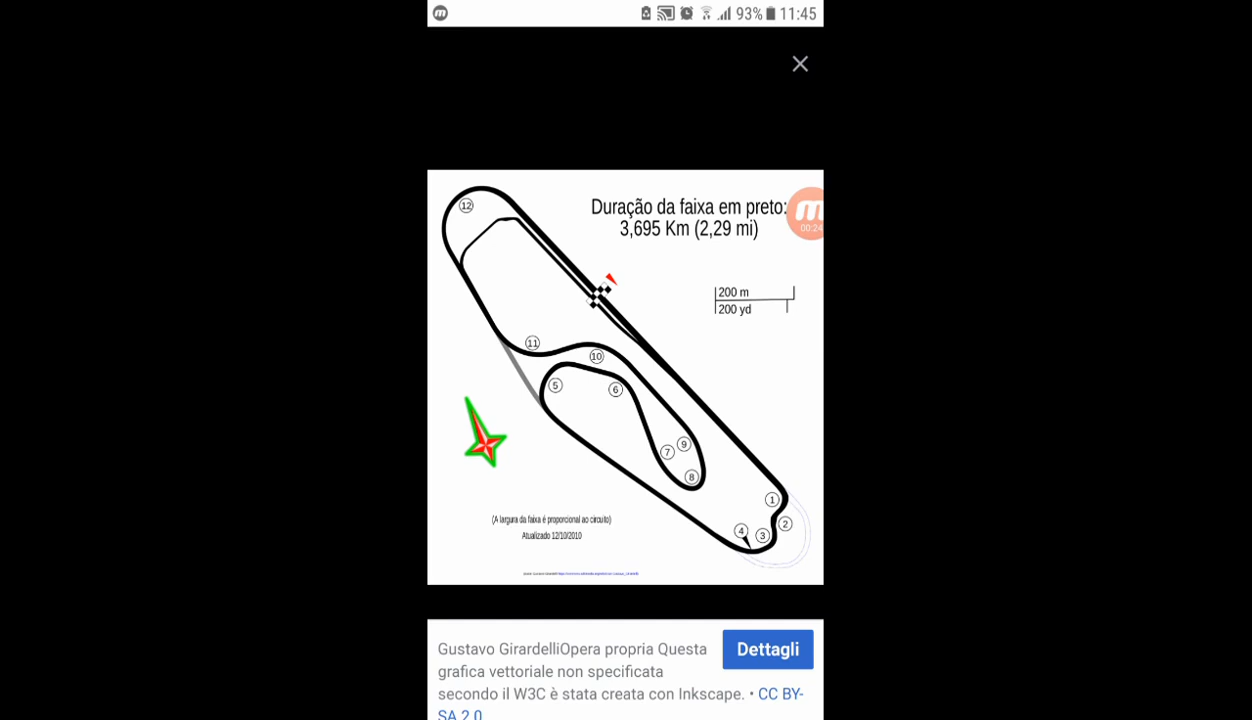 93% 11:45
Duração da faixa em preto:
3,695 Km (2,29 mi)
00:24
12
200 m
200 yd
11
10
5
6
9
7
8
1
2
4
3
(A largura da faixa é proporcional ao circuito)
Atualizado 12/10/2010
Gustavo GirardelliOpera propria Questa
grafica vettoriale non specificata
secondo il W3C è stata creata con Inkscape. • CC BY-
SA 2.0
Dettagli